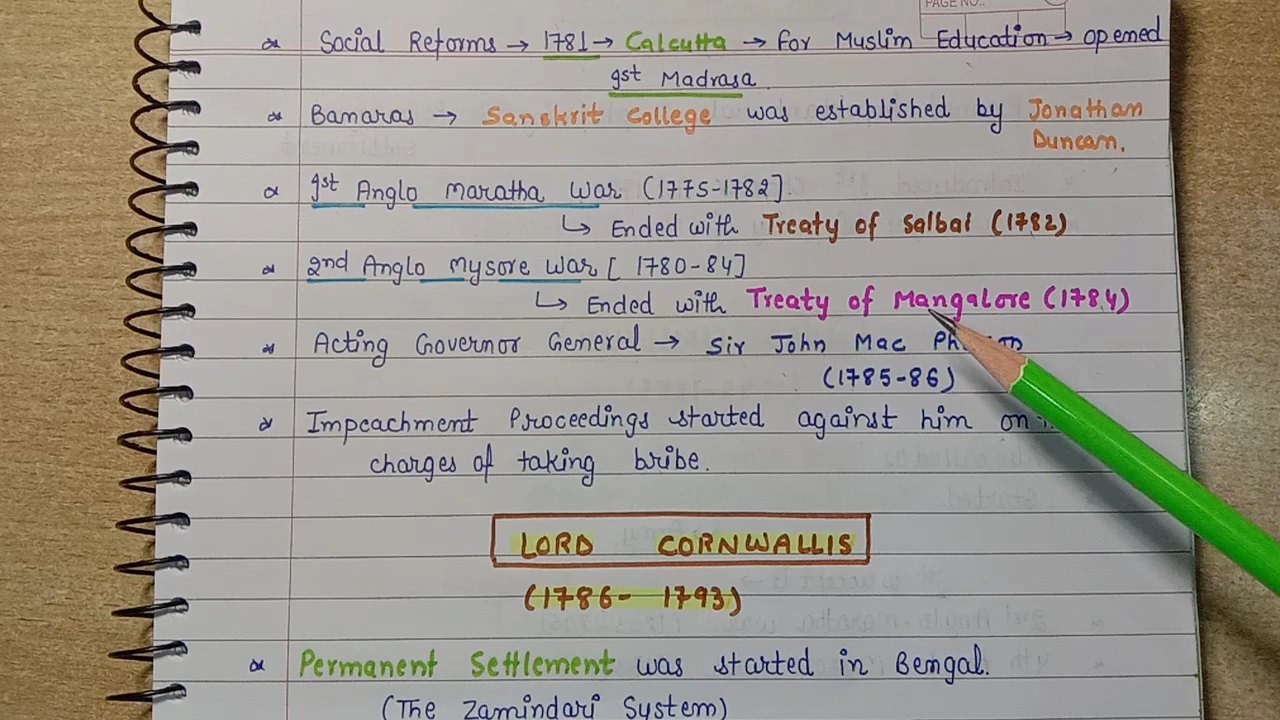 PAGE NO.:
Social Reforms → 1781 → Calcutta → for Muslim Education → opened
Ist Madrasa
Banaras → Sanskrit College was established by Jonathan
Duncan.
Ist Anglo Maratha War (1775-1782]
↳ Ended with Treaty of Salbai (1782)
2nd Anglo Mysore War [ 1780-84]
↳ Ended with Treaty of Mangalore (1784)
Acting Governor General → Sir John Mac
(1785-86)
Impeachment Proceedings started against him on
charges of taking bribe.
LORD CORNWALLIS
(1786- 1793)
Permanent Settlement was started in Bengal.
(The Zamindari System)